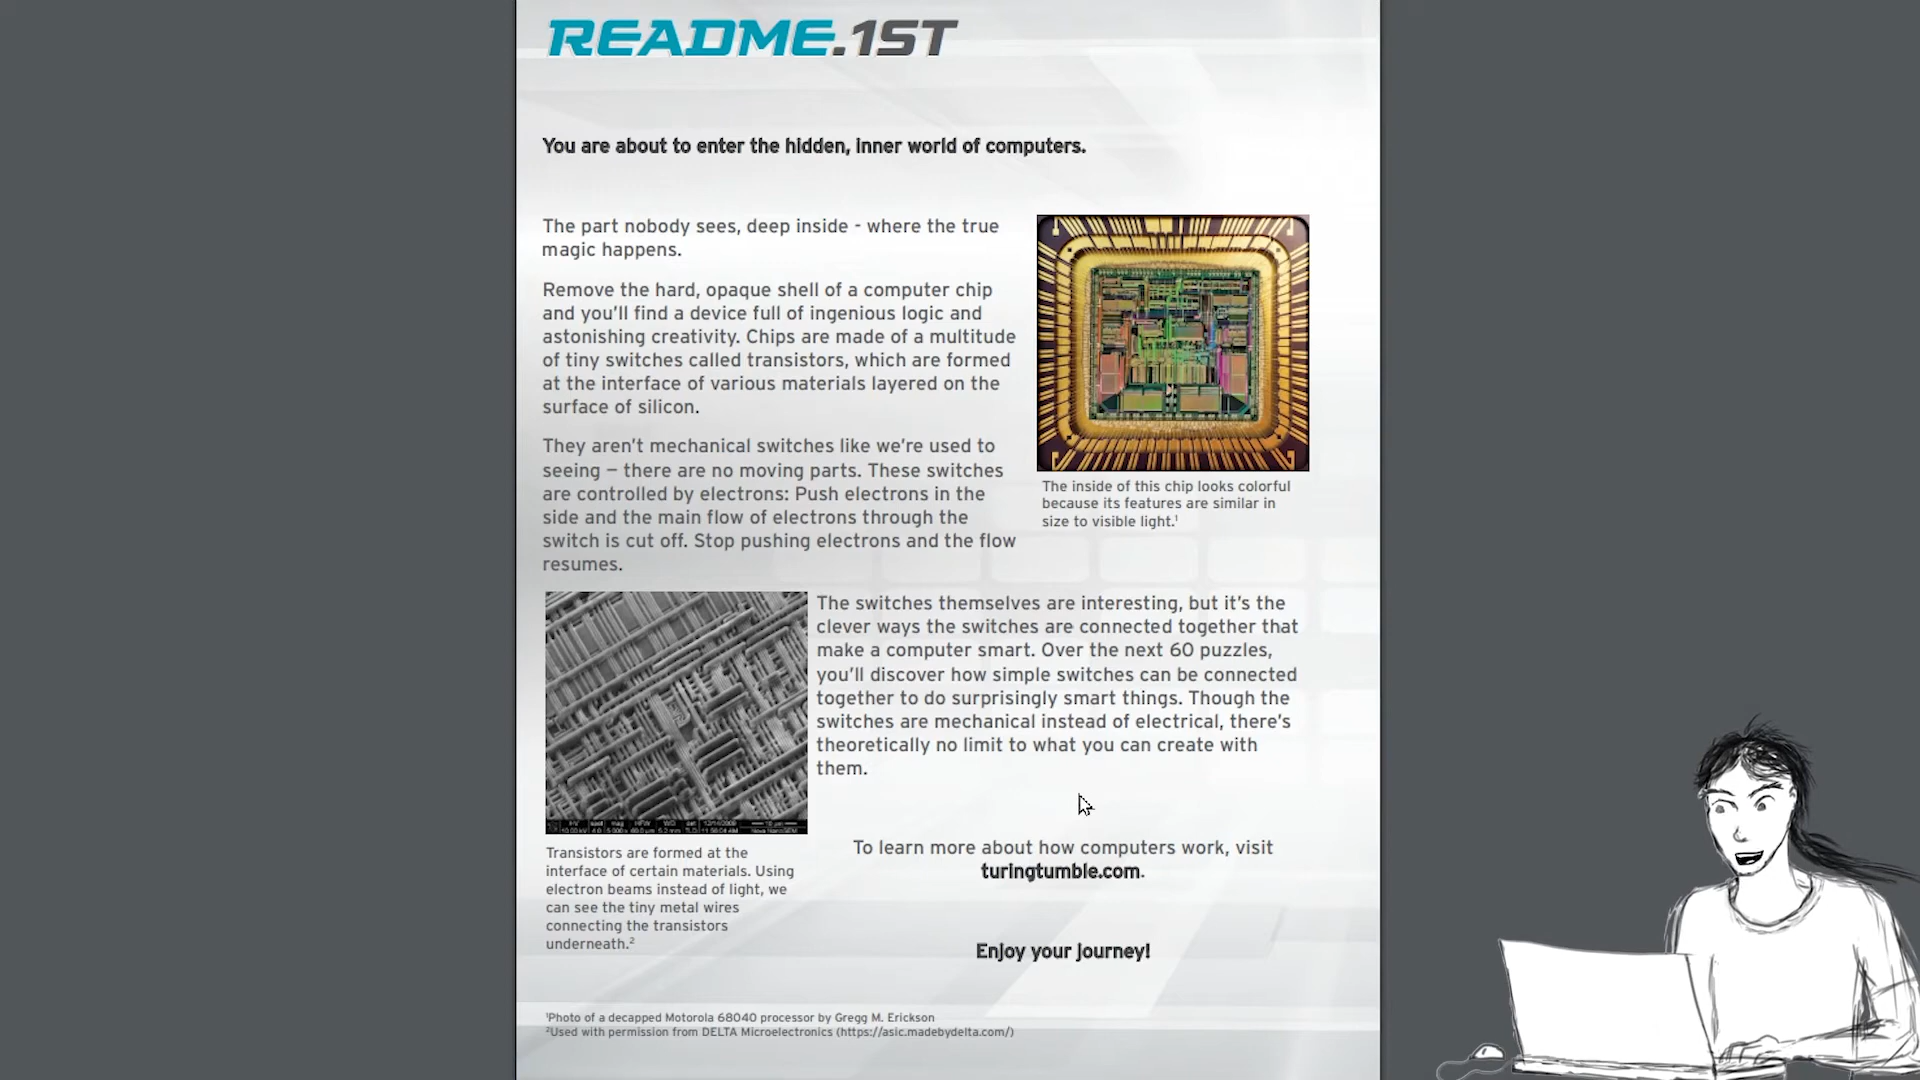 README.1ST
You are about to enter the hidden, inner world of computers.
The part nobody sees, deep inside - where the true
magic happens.
Remove the hard, opaque shell of a computer chip
and you'll find a device full of ingenious logic and
astonishing creativity. Chips are made of a multitude
of tiny switches called transistors, which are formed
at the interface of various materials layered on the
surface of silicon.
They aren't mechanical switches like we're used to
seeing – there are no moving parts. These switches
are controlled by electrons: Push electrons in the
side and the main flow of electrons through the
switch is cut off. Stop pushing electrons and the flow
resumes.
The inside of this chip looks colorful
because its features are similar in
size to visible light.¹
The switches themselves are interesting, but it's the
clever ways the switches are connected together that
make a computer smart. Over the next 60 puzzles,
you'll discover how simple switches can be connected
together to do surprisingly smart things. Though the
switches are mechanical instead of electrical, there's
theoretically no limit to what you can create with
them.
Transistors are formed at the
interface of certain materials. Using
electron beams instead of light, we
can see the tiny metal wires
connecting the transistors
underneath.²
To learn more about how computers work, visit
turingtumble.com.
Enjoy your journey!
¹Photo of a decapped Motorola 68040 processor by Gregg M. Erickson
²Used with permission from DELTA Microelectronics (https://asic.madebydelta.com/)